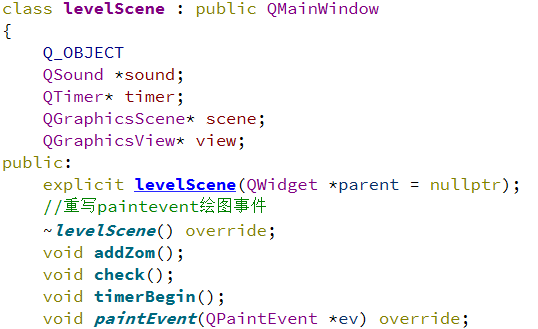 class levelScene : public QMainWindow
{
Q_OBJECT
QSound *sound;
QTimer* timer;
QGraphicsScene* scene;
QGraphicsView* view;
public:
explicit levelScene(QWidget *parent = nullptr);
//重写paintevent绘图事件
~levelScene() override;
void addZom();
void check();
void timerBegin();
void paintEvent(QPaintEvent *ev) override;